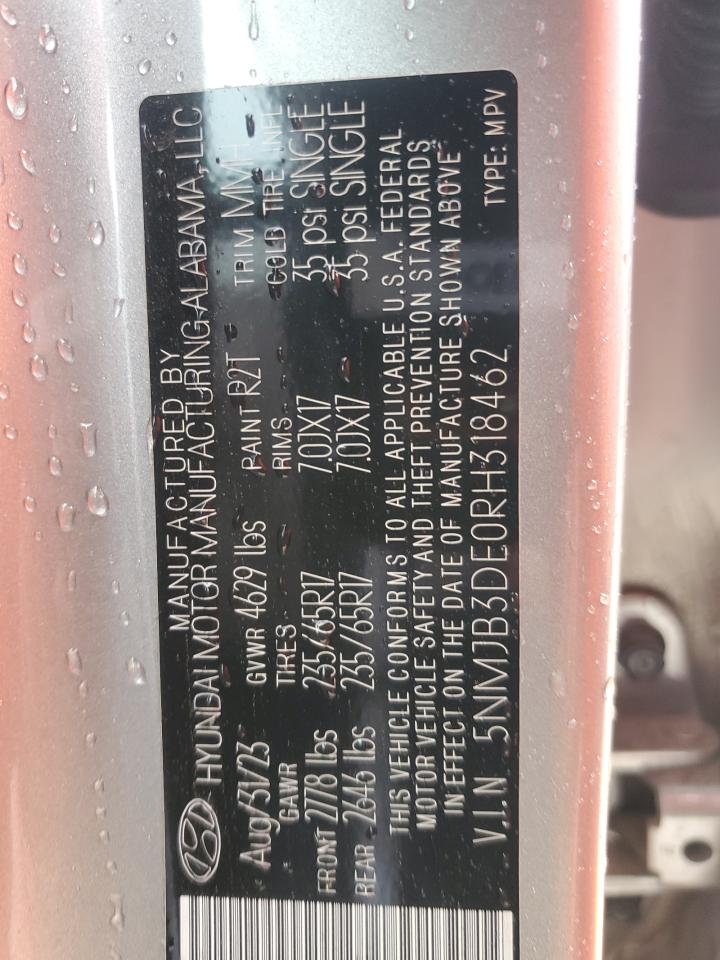 MANUFACTURED BY
HYUNDAI MOTOR MANUFACTURING ALABAMA, LLC
Aug/31/23 GVWR 4629 lbs PAINT R2T TRIM MMH
GAWR TIRES RIMS COLD TIRE INFL
FRONT 2778 lbs 235/65R17 7.0JX17 35 psi SINGLE
REAR 2646 lbs 235/65R17 7.0JX17 35 psi SINGLE
THIS VEHICLE CONFORMS TO ALL APPLICABLE U.S.A. FEDERAL
MOTOR VEHICLE SAFETY AND THEFT PREVENTION STANDARDS
IN EFFECT ON THE DATE OF MANUFACTURE SHOWN ABOVE
V.I.N 5NMJB3DE0RH318462 TYPE: MPV